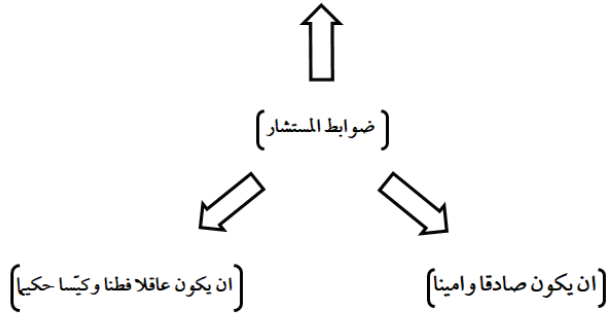 [ضوابط المستشار]
[ان يكون صادقا وامينا]
[ان يكون عاقلا فطنا وكيّسا حكيما]